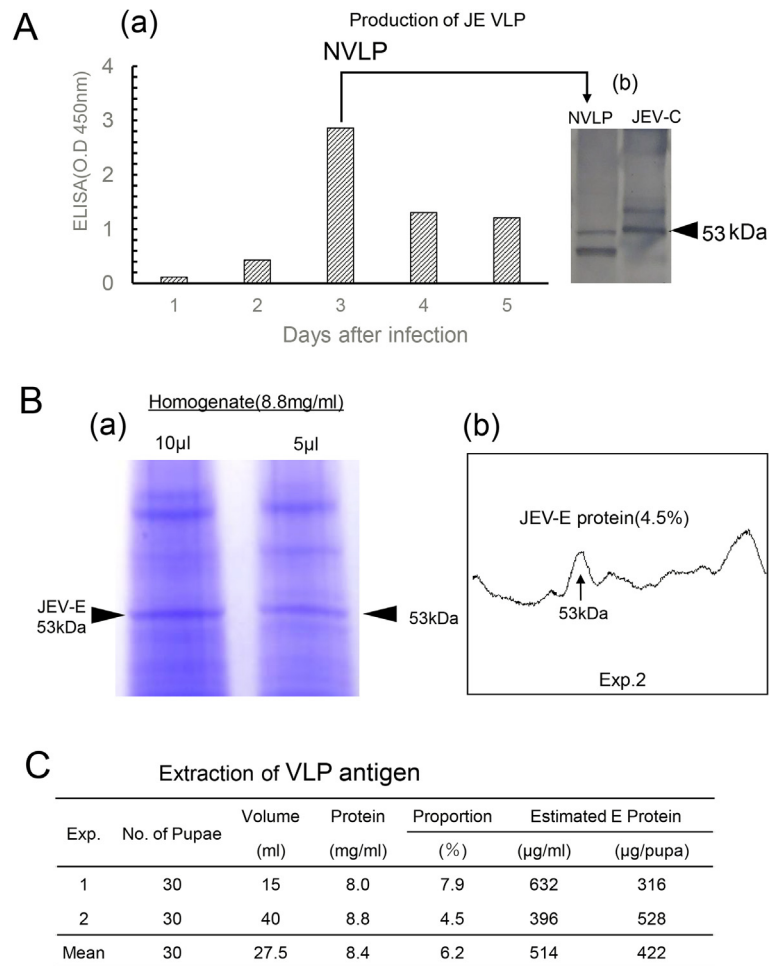 A
(a)
Production of JE VLP
NVLP
ELISA(O.D 450nm)
4
3
2
1
0
1 2 3 4 5
Days after infection
(b)
NVLP JEV-C
53 kDa
B
Homogenate(8.8mg/ml)
(a)
10µl 5µl
JEV-E
53kDa
53kDa
(b)
JEV-E protein(4.5%)
53kDa
Exp.2
C
Extraction of VLP antigen
Exp. No. of Pupae Volume Protein Proportion Estimated E Protein
(ml) (mg/ml) (%) (µg/ml) (µg/pupa)
1 30 15 8.0 7.9 632 316
2 30 40 8.8 4.5 396 528
Mean 30 27.5 8.4 6.2 514 422